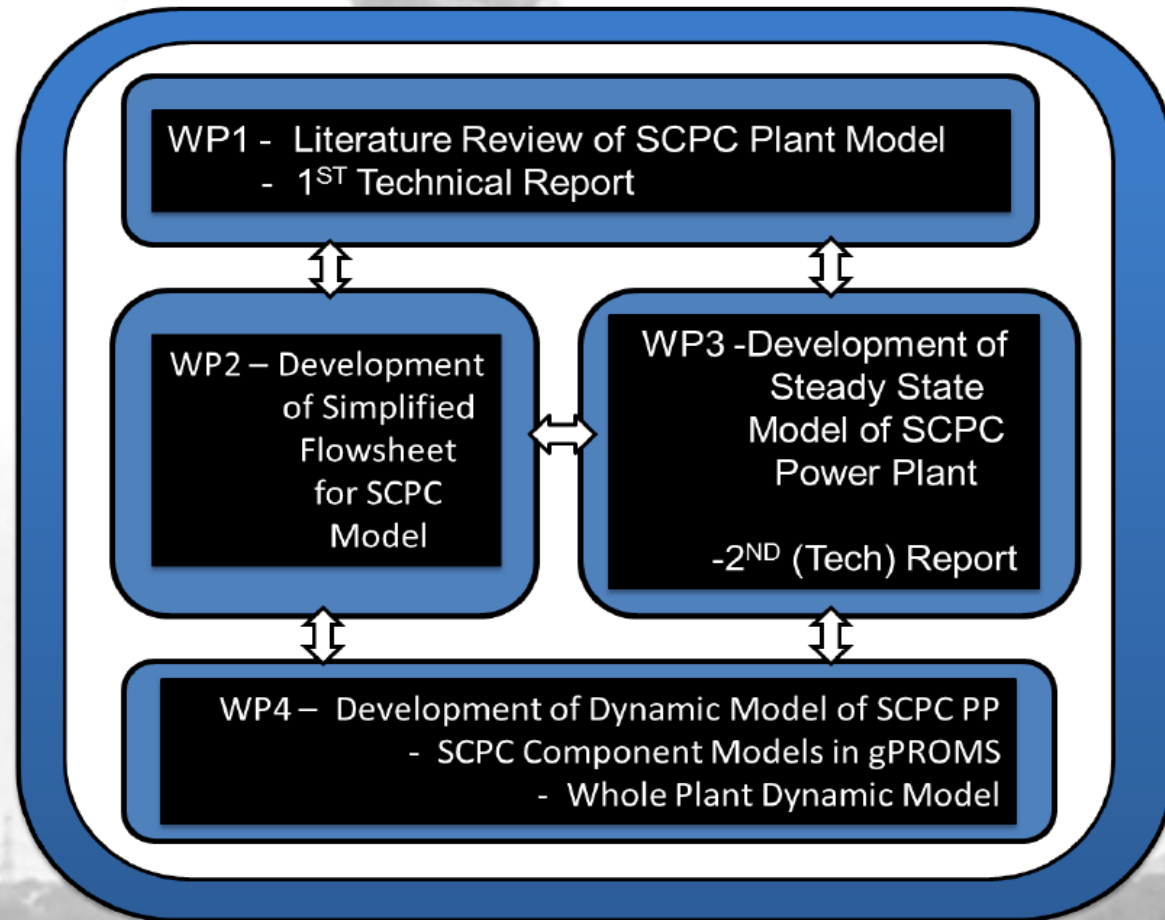 WP1 - Literature Review of SCPC Plant Model
- 1ST Technical Report
WP2 – Development
of Simplified
Flowsheet
for SCPC
Model
WP3 -Development of
Steady State
Model of SCPC
Power Plant
-2ND (Tech) Report
WP4 – Development of Dynamic Model of SCPC PP
- SCPC Component Models in gPROMS
- Whole Plant Dynamic Model